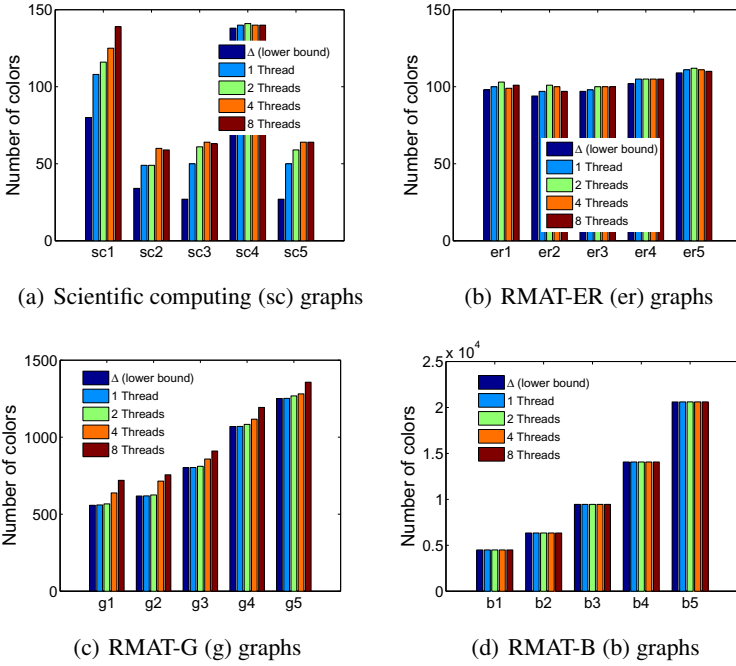 150
100
50
0
Number of colors
Δ (lower bound)
1 Thread
2 Threads
4 Threads
8 Threads
sc1 sc2 sc3 sc4 sc5
(a) Scientific computing (sc) graphs
150
100
50
0
Number of colors
Δ (lower bound)
1 Thread
2 Threads
4 Threads
8 Threads
er1 er2 er3 er4 er5
(b) RMAT-ER (er) graphs
1500
1000
500
0
Number of colors
Δ (lower bound)
1 Thread
2 Threads
4 Threads
8 Threads
g1 g2 g3 g4 g5
(c) RMAT-G (g) graphs
x 10⁴
2.5
2
1.5
1
0.5
0
Number of colors
Δ (lower bound)
1 Thread
2 Threads
4 Threads
8 Threads
b1 b2 b3 b4 b5
(d) RMAT-B (b) graphs